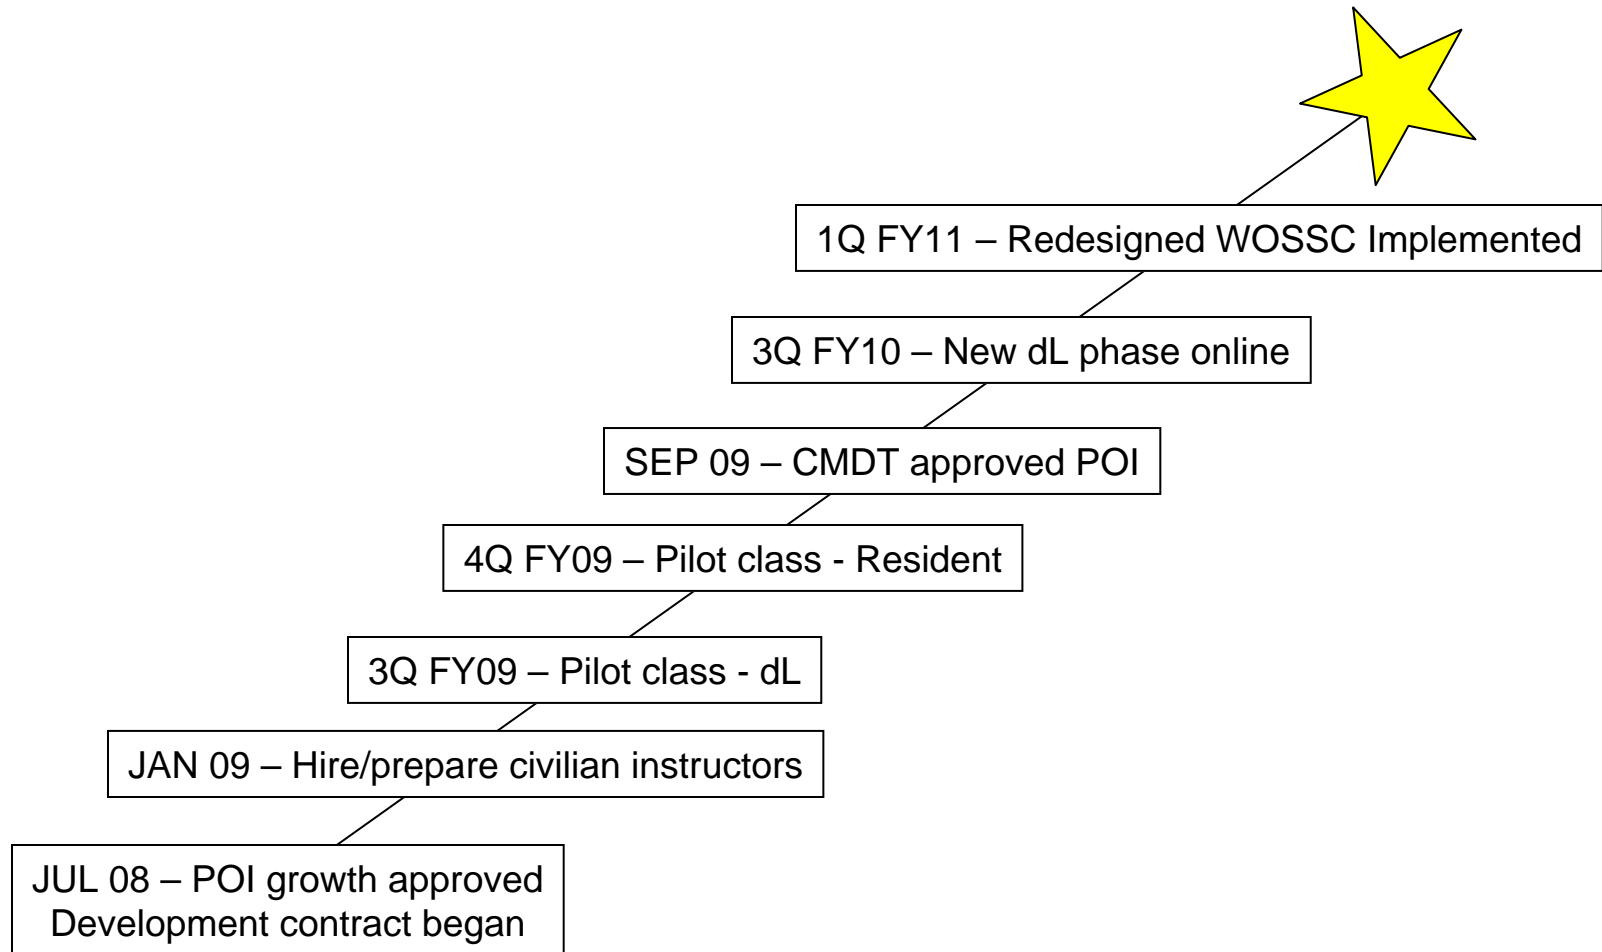 1Q FY11 – Redesigned WOSSC Implemented
3Q FY10 – New dL phase online
SEP 09 – CMDT approved POI
4Q FY09 – Pilot class - Resident
3Q FY09 – Pilot class - dL
JAN 09 – Hire/prepare civilian instructors
JUL 08 – POI growth approved
Development contract began